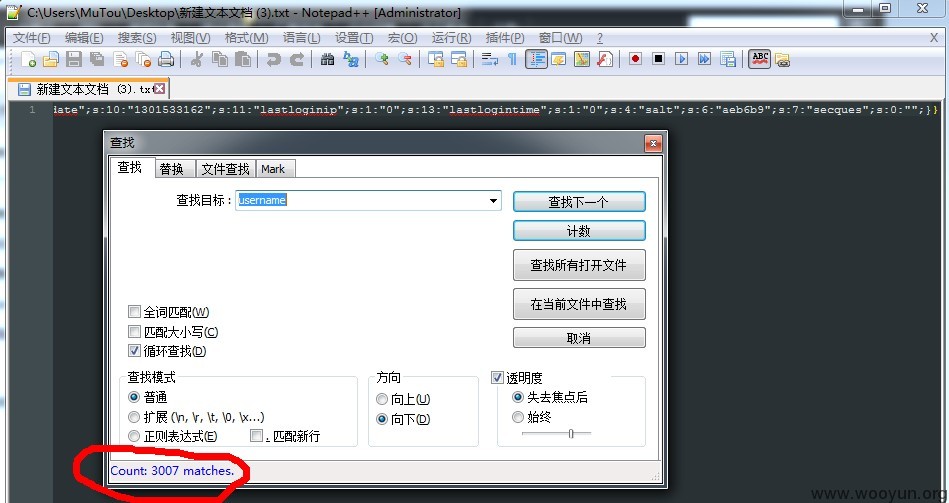 C:\Users\MuTou\Desktop\新建文本文档 (3).txt - Notepad++ [Administrator]
文件(F) 编辑(E) 搜索(S) 视图(V) 格式(M) 语言(L) 设置(T) 宏(O) 运行(R) 插件(P) 窗口(W) ? X
新建文本文档 (3).txt
1 date";s:10:"1301533162";s:11:"lastloginip";s:1:"0";s:13:"lastlogintime";s:1:"0";s:4:"salt";s:6:"aeb6b9";s:7:"secques";s:0:"";}}
查找
查找 替换 文件查找 Mark
查找目标: username
查找下一个
计数
查找所有打开文件
在当前文件中查找
取消
全词匹配(W)
匹配大小写(C)
循环查找(D)
查找模式
普通
扩展 (\n, \r, \t, \0, \x...)
正则表达式(E) . 匹配新行
方向
向上(U)
向下(D)
透明度
失去焦点后
始终
Count: 3007 matches.
www.wooyun.org